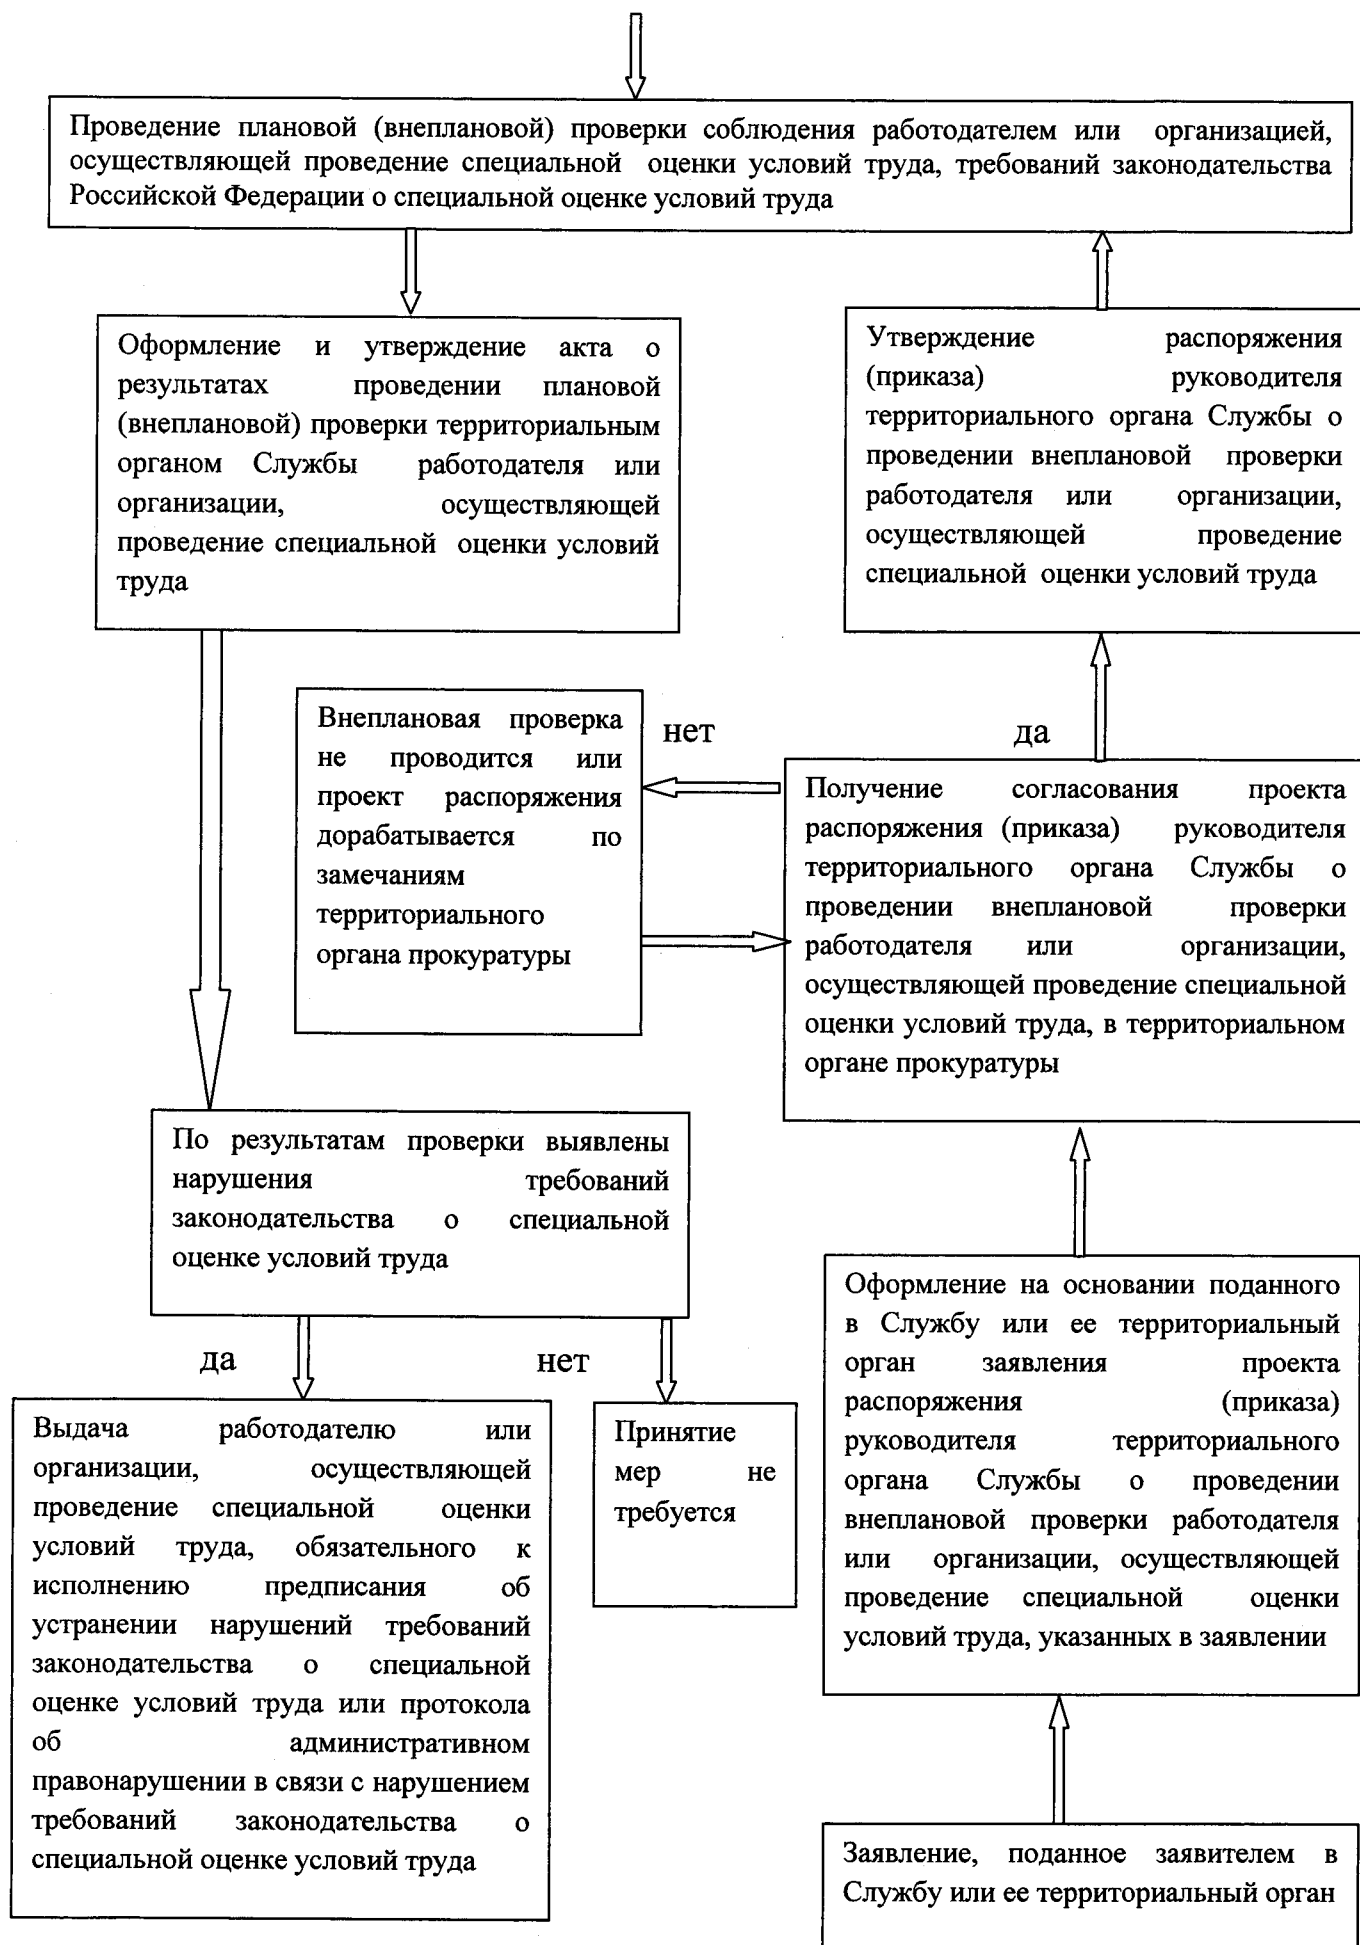 Проведение плановой (внеплановой) проверки соблюдения работодателем или организацией,
осуществляющей проведение специальной оценки условий труда, требований законодательства
Российской Федерации о специальной оценке условий труда
Оформление и утверждение акта о
результатах проведении плановой
(внеплановой) проверки территориальным
органом Службы работодателя или
организации, осуществляющей
проведение специальной оценки условий
труда
Утверждение распоряжения
(приказа) руководителя
территориального органа Службы о
проведении внеплановой проверки
работодателя или организации,
осуществляющей проведение
специальной оценки условий труда
Внеплановая проверка
не проводится или
проект распоряжения
дорабатывается по
замечаниям
территориального
органа прокуратуры
нет
да
Получение согласования проекта
распоряжения (приказа) руководителя
территориального органа Службы о
проведении внеплановой проверки
работодателя или организации,
осуществляющей проведение специальной
оценки условий труда, в территориальном
органе прокуратуры
По результатам проверки выявлены
нарушения требований
законодательства о специальной
оценке условий труда
да
нет
Выдача работодателю или
организации, осуществляющей
проведение специальной оценки
условий труда, обязательного к
исполнению предписания об
устранении нарушений требований
законодательства о специальной
оценке условий труда или протокола
об административном
правонарушении в связи с нарушением
требований законодательства о
специальной оценке условий труда
Принятие
мер не
требуется
Оформление на основании поданного
в Службу или ее территориальный
орган заявления проекта
распоряжения (приказа)
руководителя территориального
органа Службы о проведении
внеплановой проверки работодателя
или организации, осуществляющей
проведение специальной оценки
условий труда, указанных в заявлении
Заявление, поданное заявителем в
Службу или ее территориальный орган